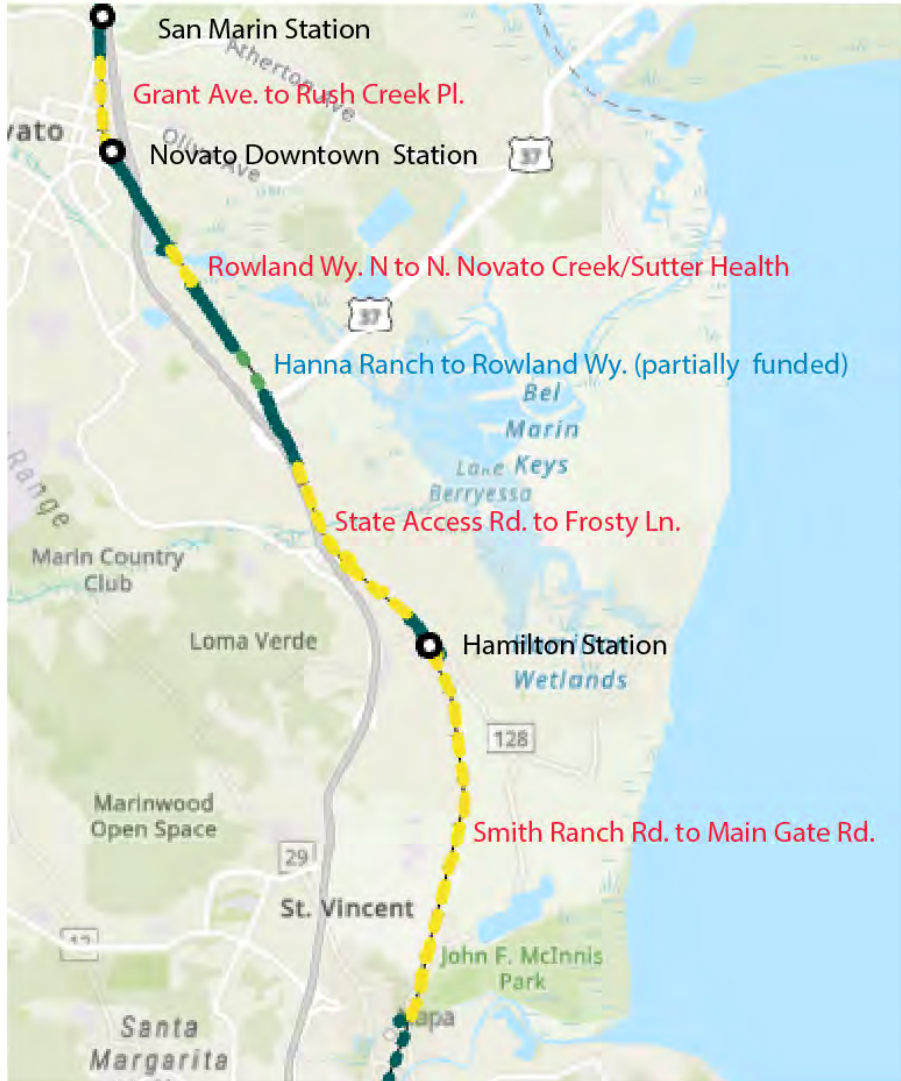 San Marin Station
Atherton Ave
Grant Ave. to Rush Creek Pl.
vato
Olive Ave
Novato Downtown Station
37
Rowland Wy. N to N. Novato Creek/Sutter Health
37
Hanna Ranch to Rowland Wy. (partially funded)
Bel
Marin
Keys
Lake
Berryessa
Range
State Access Rd. to Frosty Ln.
Marin Country
Club
Loma Verde
Hamilton Station
Wetlands
128
Marinwood
Open Space
Smith Ranch Rd. to Main Gate Rd.
29
St. Vincent
John F. McInnis
Park
apa
Santa
Margarita